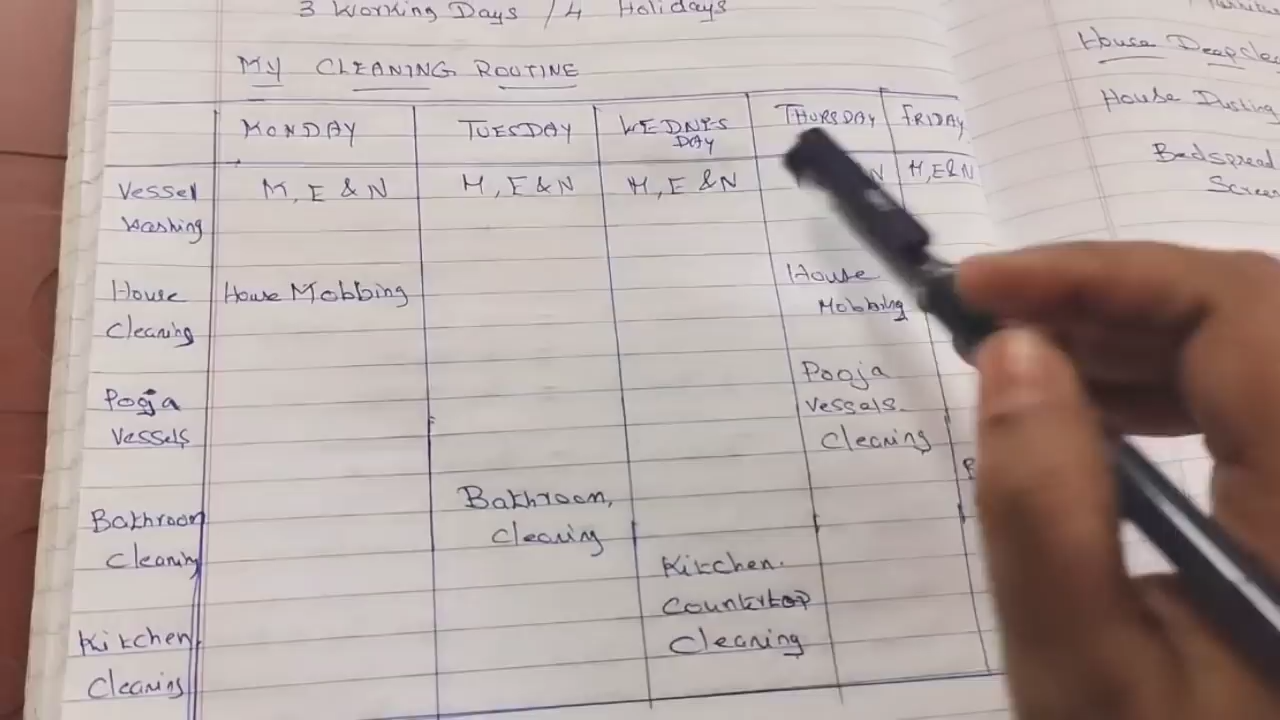 3 Working Days / 4 Holidays
MY CLEANING ROUTINE
MONDAY TUESDAY WEDNES THURSDAY FRIDAY
DAY
Vessel M, E & N M, E & N M, E & N N M, E & N
Washing
House House Mobbing House
Cleaning Mobbing
Pooja Pooja
Vessels Vessels
Cleaning
Bathroom Bathroom
Cleaning Cleaning
Kitchen
Countertop
Kitchen Cleaning
Cleaning
House Deap
House Dusting
Bedspread